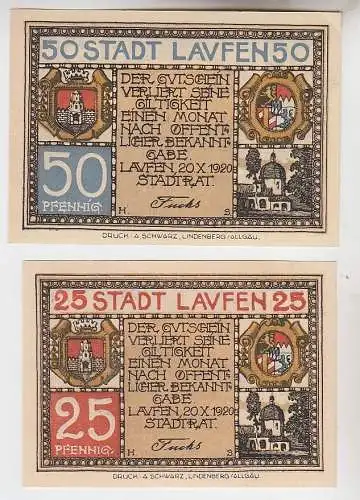 50 STADT LAVFEN 50
DER GVTSCHEIN
VERLIERT SEINE
GILTIGKEIT
EINEN MONAT
NACH ÖFFENT
LICHER BEKANNT
GABE
LAVFEN, 20 X 1920
STADTRAT.
50
PFENNIG
Fuchs
H. S
DRUCK: A. SCHWARZ, LINDENBERG/ALLGÄU.
25 STADT LAVFEN 25
DER GVTSCHEIN
VERLIERT SEINE
GILTIGKEIT
EINEN MONAT
NACH ÖFFENT
LICHER BEKANNT
GABE
LAVFEN, 20 X 1920
STADTRAT.
25
PFENNIG.
Fuchs
H. S
DRUCK: A. SCHWARZ, LINDENBERG/ALLGÄU.